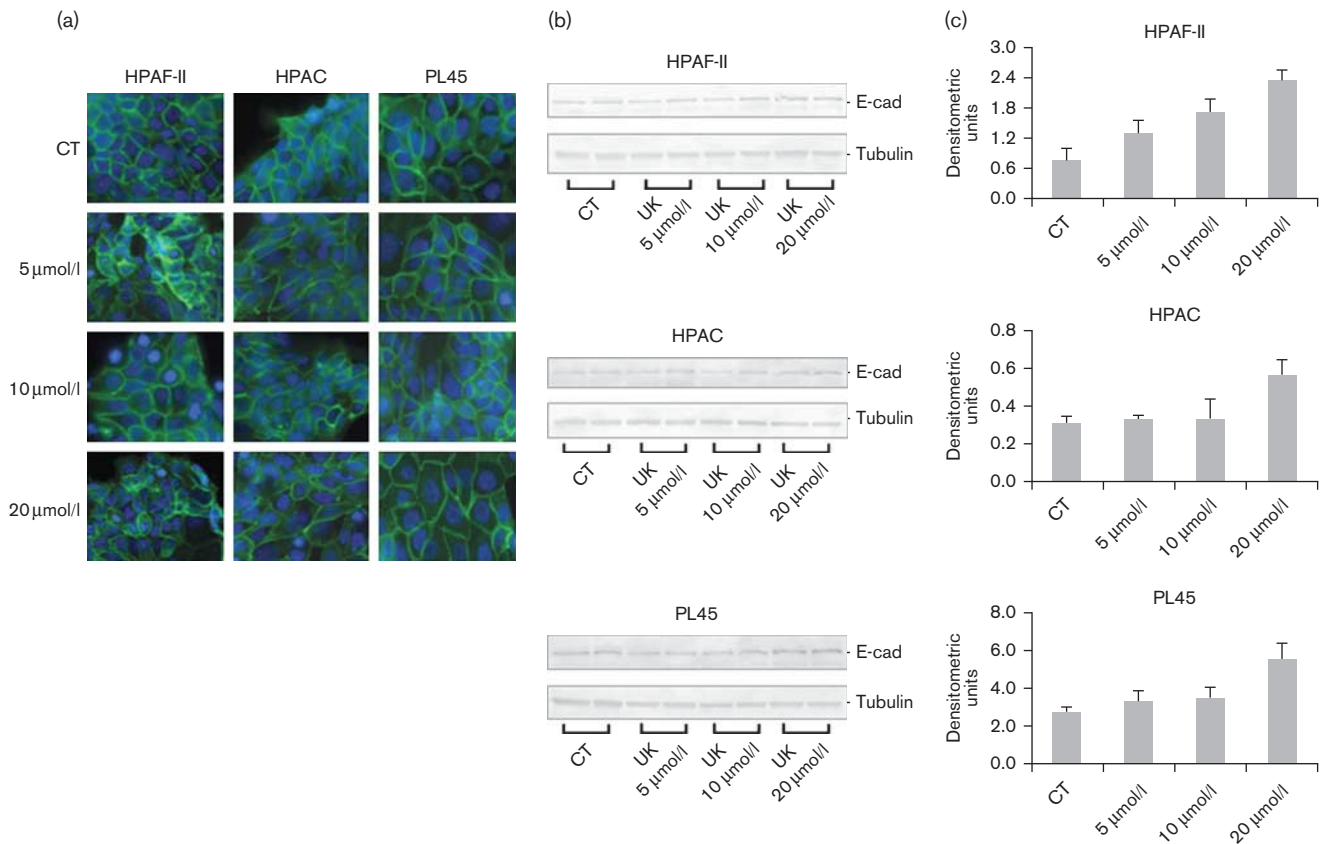 (a)
HPAF-II HPAC PL45
CT
5 μmol/l
10 μmol/l
20 μmol/l
(b)
HPAF-II
E-cad
Tubulin
CT UK 5 μmol/l UK 10 μmol/l UK 20 μmol/l
HPAC
E-cad
Tubulin
CT UK 5 μmol/l UK 10 μmol/l UK 20 μmol/l
PL45
E-cad
Tubulin
CT UK 5 μmol/l UK 10 μmol/l UK 20 μmol/l
(c)
HPAF-II
Densitometric
units
3.0
2.4
1.8
1.2
0.6
0.0
CT 5 μmol/l 10 μmol/l 20 μmol/l
HPAC
Densitometric
units
0.8
0.6
0.4
0.2
0.0
CT 5 μmol/l 10 μmol/l 20 μmol/l
PL45
Densitometric
units
8.0
6.0
4.0
2.0
0.0
CT 5 μmol/l 10 μmol/l 20 μmol/l